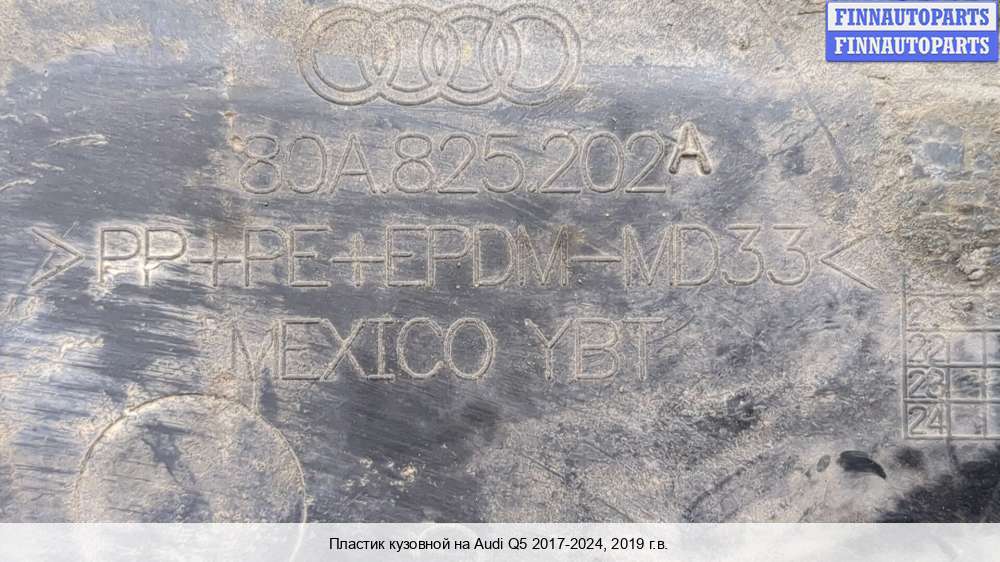 FINNAUTOPARTS
FINNAUTOPARTS
80A.825.202A
>PP+PE+EPDM-MD33<
MEXICO YBT
22
23
24
Пластик кузовной на Audi Q5 2017-2024, 2019 г.в.